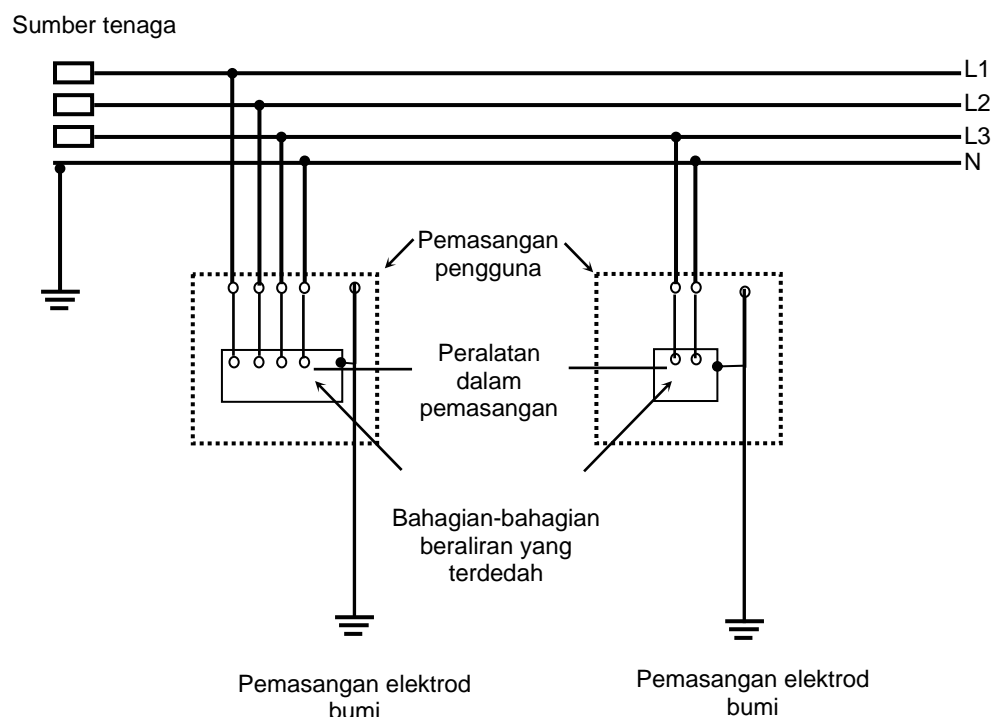 Sumber tenaga
L1
L2
L3
N
Pemasangan
pengguna
Peralatan
dalam
pemasangan
Bahagian-bahagian
beraliran yang
terdedah
Pemasangan elektrod
bumi
Pemasangan elektrod
bumi